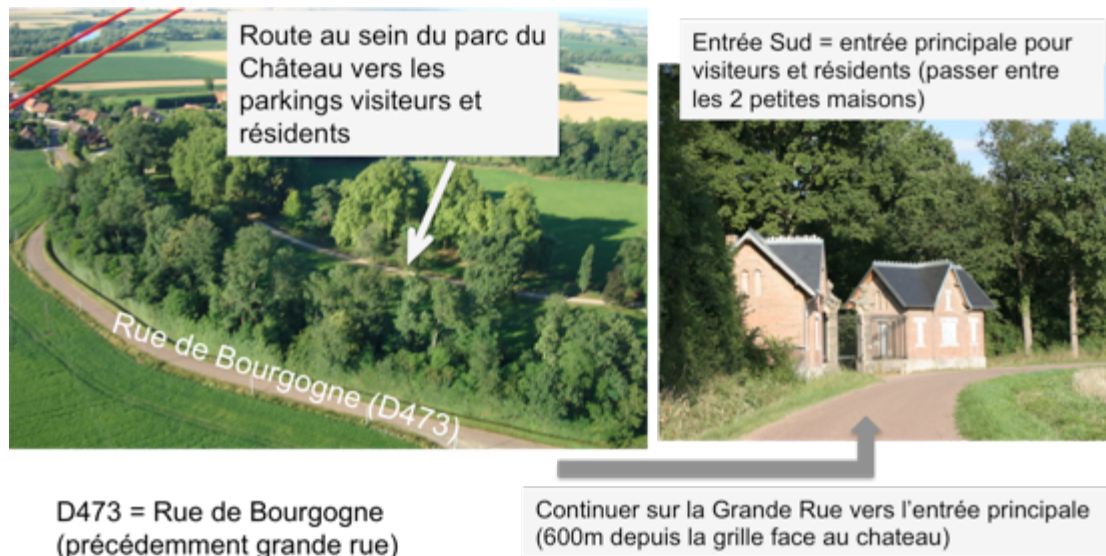 Route au sein du parc du
Château vers les
parkings visiteurs et
résidents
Entrée Sud = entrée principale pour
visiteurs et résidents (passer entre
les 2 petites maisons)
Rue de Bourgogne (D473)
D473 = Rue de Bourgogne
(précédemment grande rue)
Continuer sur la Grande Rue vers l'entrée principale
(600m depuis la grille face au chateau)